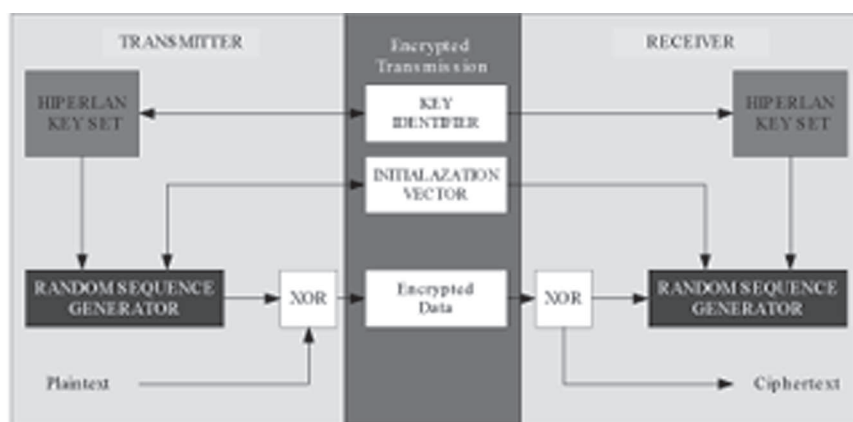 TRANSMITTER
Encrypted
Transmission
RECEIVER
HIPERLAN
KEY SET
KEY
IDENTIFIER
HIPERLAN
KEY SET
INITIALAZATION
VECTOR
RANDOM SEQUENCE
GENERATOR
XOR
Encrypted
Data
XOR
RANDOM SEQUENCE
GENERATOR
Plaintext
Ciphertext